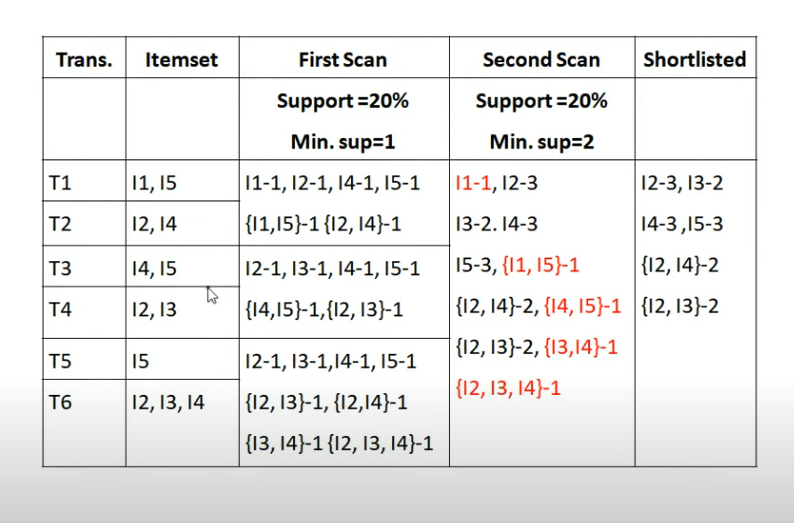 Trans. Itemset First Scan Second Scan Shortlisted
Support =20% Support =20%
Min. sup=1 Min. sup=2
T1 I1, I5 I1-1, I2-1, I4-1, I5-1 I1-1, I2-3 I2-3, I3-2
T2 I2, I4 {I1,I5}-1 {I2, I4}-1 I3-2. I4-3 I4-3 ,I5-3
T3 I4, I5 I2-1, I3-1, I4-1, I5-1 I5-3, {I1, I5}-1 {I2, I4}-2
T4 I2, I3 {I4,I5}-1,{I2, I3}-1 {I2, I4}-2, {I4, I5}-1 {I2, I3}-2
T5 I5 I2-1, I3-1,I4-1, I5-1 {I2, I3}-2, {I3,I4}-1
T6 I2, I3, I4 {I2, I3}-1, {I2,I4}-1 {I2, I3, I4}-1
{I3, I4}-1 {I2, I3, I4}-1